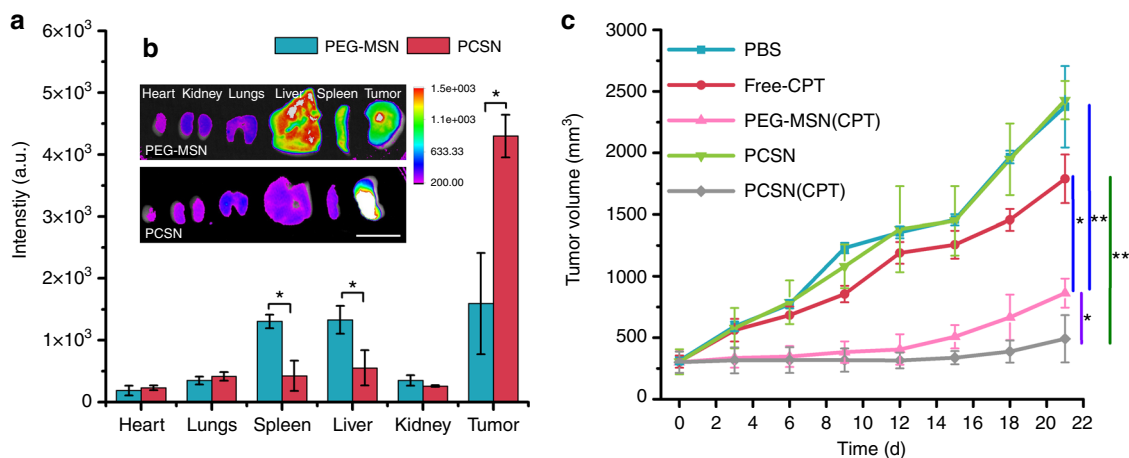 a
6×10³
5×10³
4×10³
3×10³
2×10³
1×10³
0
Intenstiy (a.u.)
PEG-MSN PCSN
b
Heart Kidney Lungs Liver Spleen Tumor
PEG-MSN
PCSN
1.5e+003
1.1e+003
633.33
200.00
*
*
*
Heart Lungs Spleen Liver Kidney Tumor
c
3000
2500
2000
1500
1000
500
0
Tumor volume (mm³)
PBS
Free-CPT
PEG-MSN(CPT)
PCSN
PCSN(CPT)
*
**
**
*
0 2 4 6 8 10 12 14 16 18 20 22
Time (d)